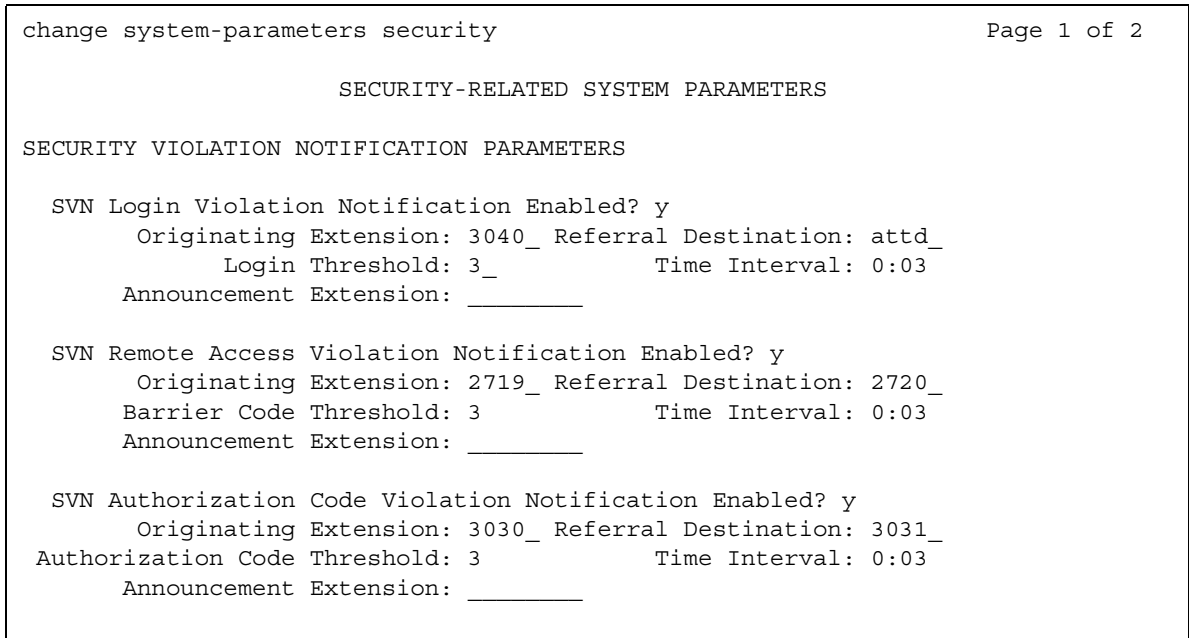 change system-parameters security Page 1 of 2
SECURITY-RELATED SYSTEM PARAMETERS
SECURITY VIOLATION NOTIFICATION PARAMETERS
SVN Login Violation Notification Enabled? y
Originating Extension: 3040_ Referral Destination: attd_
Login Threshold: 3_ Time Interval: 0:03
Announcement Extension: ________
SVN Remote Access Violation Notification Enabled? y
Originating Extension: 2719_ Referral Destination: 2720_
Barrier Code Threshold: 3 Time Interval: 0:03
Announcement Extension: ________
SVN Authorization Code Violation Notification Enabled? y
Originating Extension: 3030_ Referral Destination: 3031_
Authorization Code Threshold: 3 Time Interval: 0:03
Announcement Extension: ________